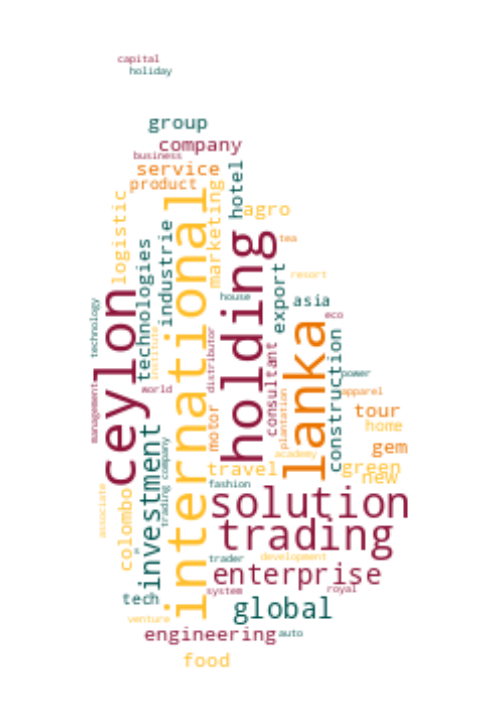 capital
holiday
group
company
business
service
product
hotel
agro
logistic
international
marketing
industrie
technologies
holding
tea
resort
export
house
asia
eco
ceylon
technology
institute
distributor
lanka
consultant
construction
power
world
apparel
management
motor
plantation
tour
home
gem
academy
travel
green
new
investment
trading company
fashion
associate
colombo
solution
trading
trader
development
enterprise
system
royal
tech
global
venture
engineering
auto
food